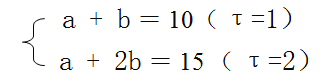 a + b = 10 ( τ =1)
a + 2b = 15 ( τ =2)